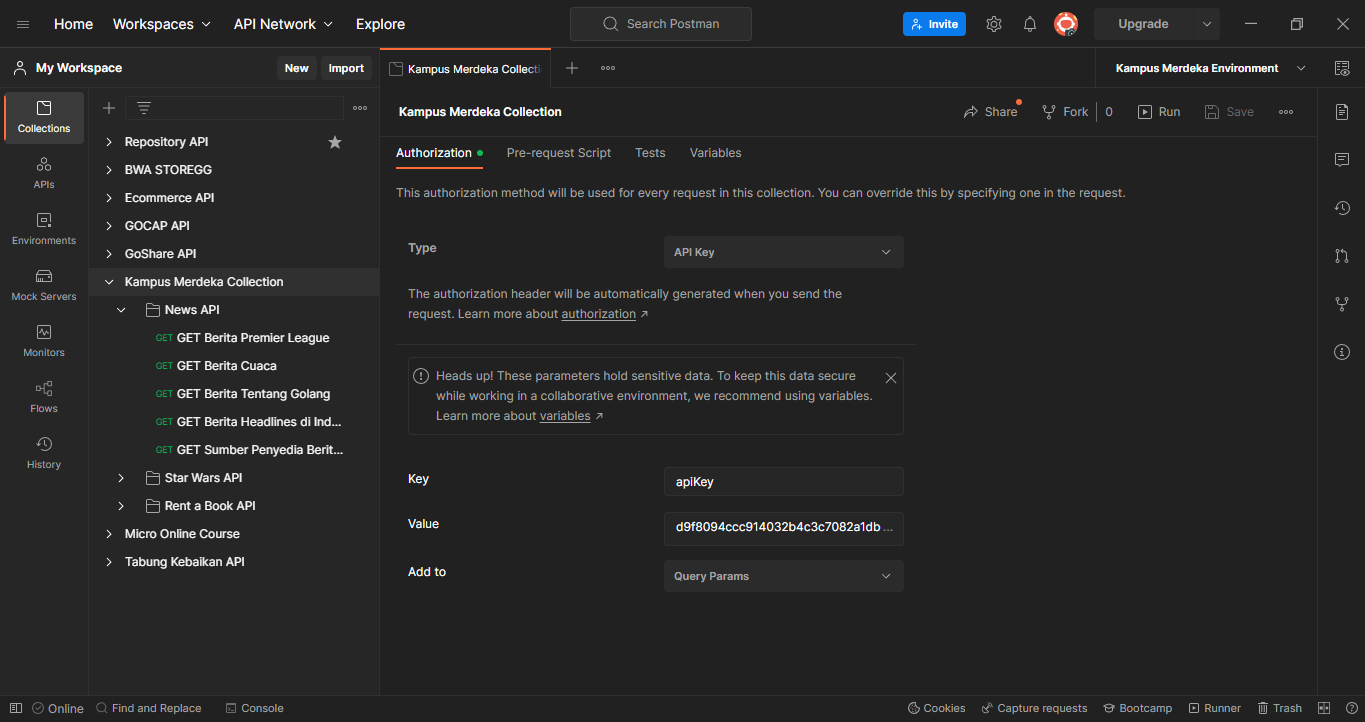 Home Workspaces API Network Explore Search Postman Invite Upgrade
My Workspace New Import
Kampus Merdeka Collecti
Kampus Merdeka Environment
Collections
APIs
Environments
Mock Servers
Monitors
Flows
History
Repository API
BWA STOREGG
Ecommerce API
GOCAP API
GoShare API
Kampus Merdeka Collection
News API
GET GET Berita Premier League
GET GET Berita Cuaca
GET GET Berita Tentang Golang
GET GET Berita Headlines di Ind...
GET GET Sumber Penyedia Berit...
Star Wars API
Rent a Book API
Micro Online Course
Tabung Kebaikan API
Kampus Merdeka Collection Share Fork 0 Run Save
Authorization Pre-request Script Tests Variables
This authorization method will be used for every request in this collection. You can override this by specifying one in the request.
Type API Key
The authorization header will be automatically generated when you send the
request. Learn more about authorization ↗
Heads up! These parameters hold sensitive data. To keep this data secure
while working in a collaborative environment, we recommend using variables.
Learn more about variables ↗
Key apiKey
Value d9f8094ccc914032b4c3c7082a1db ...
Add to Query Params
Online Find and Replace Console Cookies Capture requests Bootcamp Runner Trash